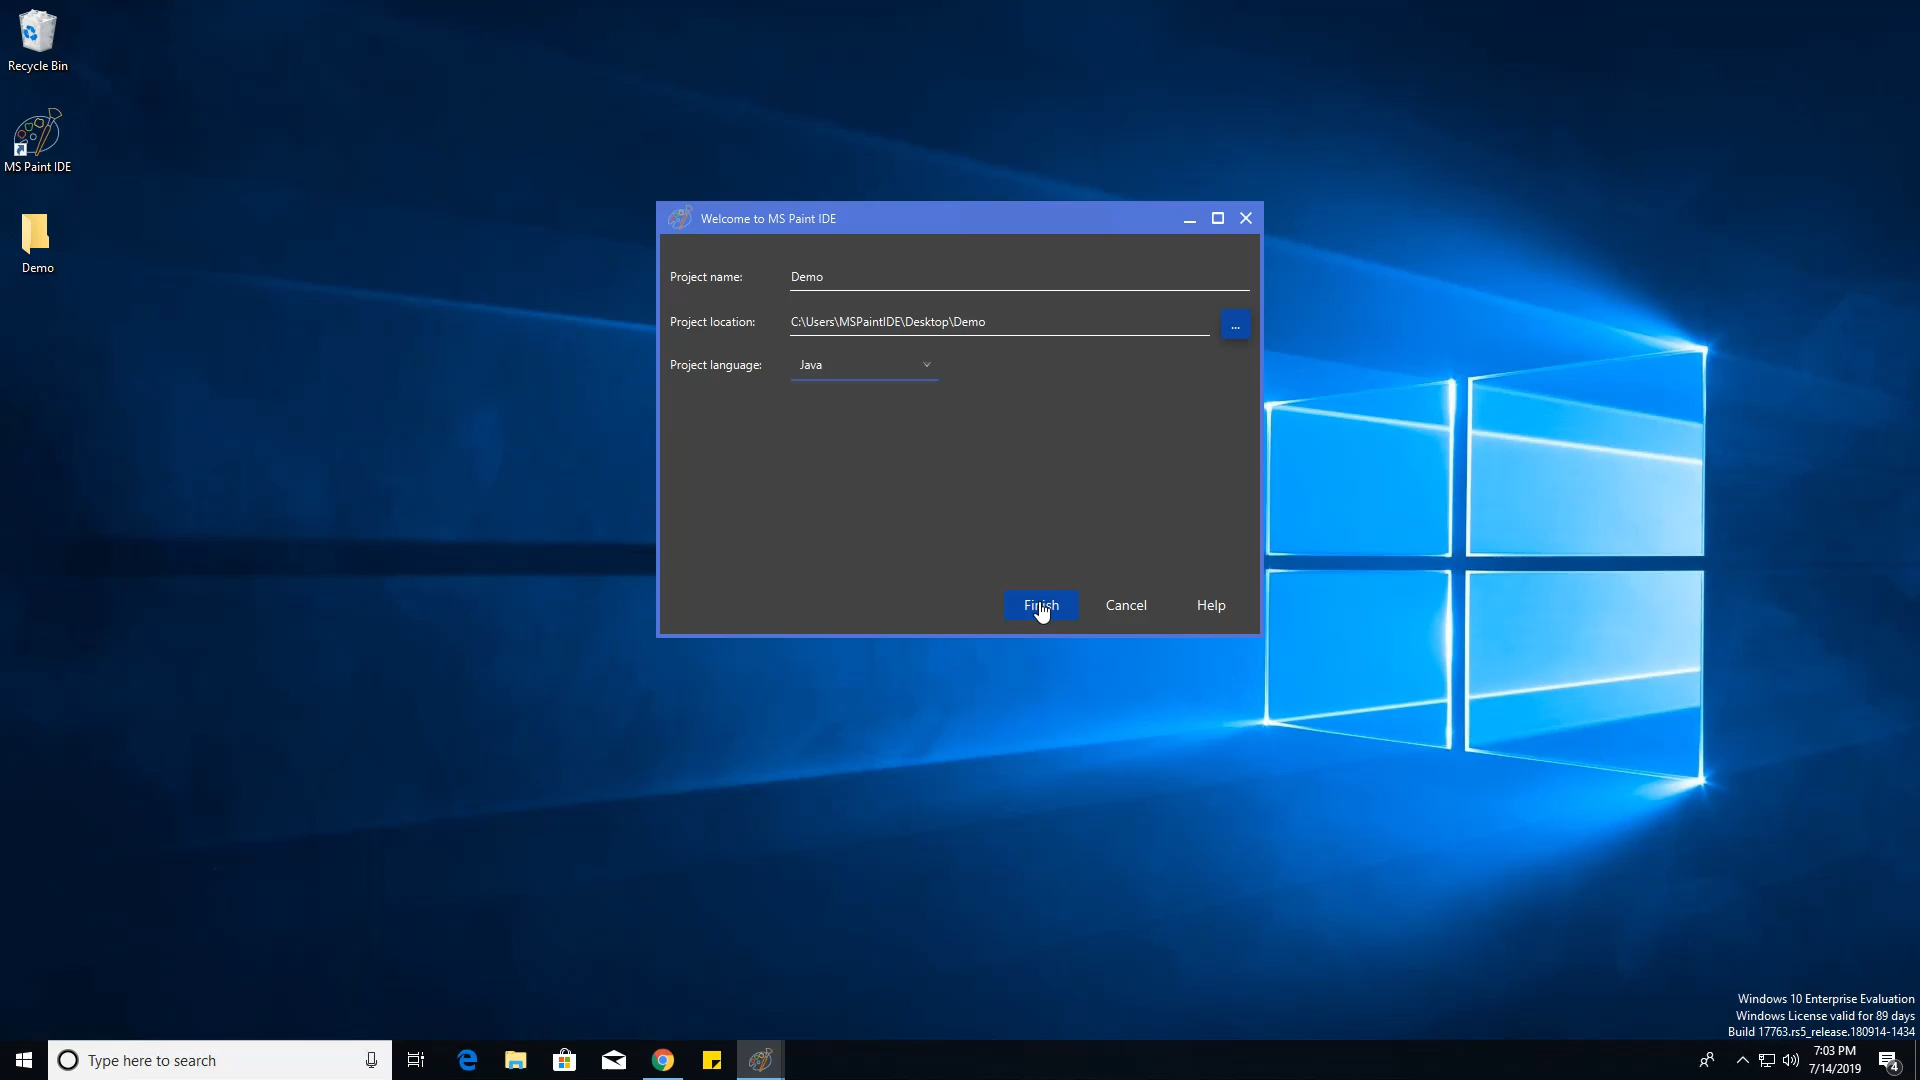 Recycle Bin
MS Paint IDE
Demo
Welcome to MS Paint IDE
Project name: Demo
Project location: C:\Users\MSPaintIDE\Desktop\Demo ...
Project language: Java
Finish Cancel Help
Windows 10 Enterprise Evaluation
Windows License valid for 89 days
Build 17763.rs5_release.180914-1434
Type here to search
7:03 PM
7/14/2019
4